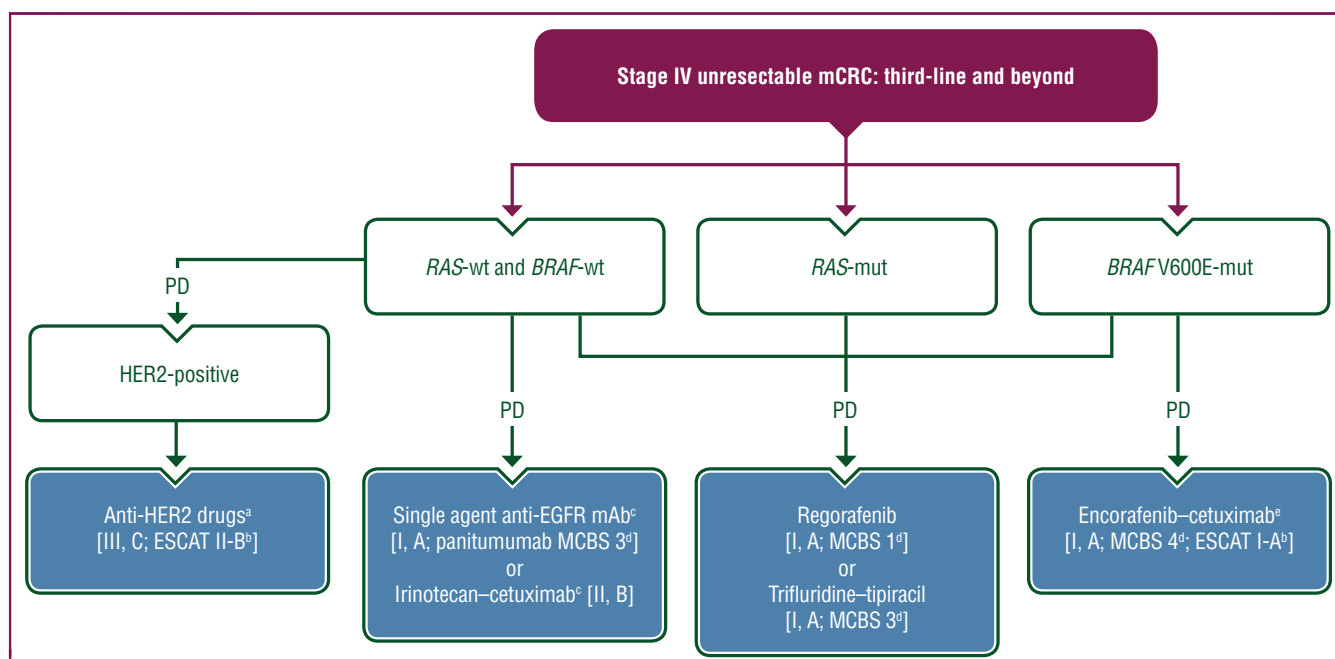 Stage IV unresectable mCRC: third-line and beyond
RAS-wt and BRAF-wt
RAS-mut
BRAF V600E-mut
PD
HER2-positive
PD
PD
PD
Anti-HER2 drugsᵃ
[III, C; ESCAT II-Bᵇ]
Single agent anti-EGFR mAbᶜ
[I, A; panitumumab MCBS 3ᵈ]
or
Irinotecan–cetuximabᶜ [II, B]
Regorafenib
[I, A; MCBS 1ᵈ]
or
Trifluridine–tipiracil
[I, A; MCBS 3ᵈ]
Encorafenib–cetuximabᵉ
[I, A; MCBS 4ᵈ; ESCAT I-Aᵇ]